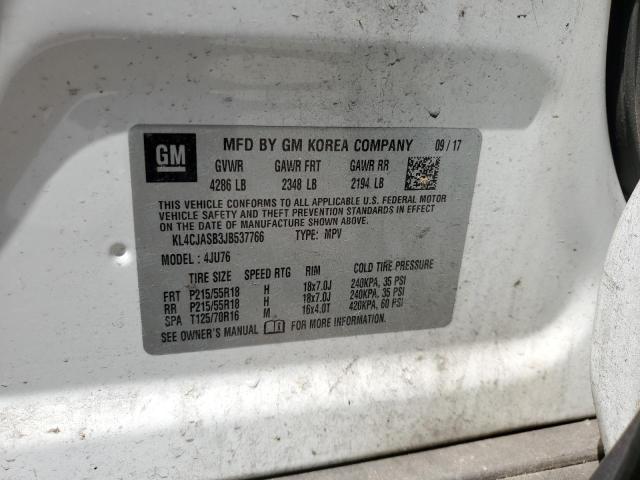 GM
MFD BY GM KOREA COMPANY 09 / 17
GVWR GAWR FRT GAWR RR
4286 LB 2348 LB 2194 LB
THIS VEHICLE CONFORMS TO ALL APPLICABLE U.S. FEDERAL MOTOR
VEHICLE SAFETY AND THEFT PREVENTION STANDARDS IN EFFECT
ON THE DATE OF MANUFACTURE SHOWN ABOVE.
KL4CJASB3JB537766 TYPE: MPV
MODEL : 4JU76
TIRE SIZE SPEED RTG RIM COLD TIRE PRESSURE
FRT P215/55R18 H 18x7.0J 240KPA, 35 PSI
RR P215/55R18 H 18x7.0J 240KPA, 35 PSI
SPA T125/70R16 M 16x4.0T 420KPA, 60 PSI
SEE OWNER'S MANUAL FOR MORE INFORMATION.